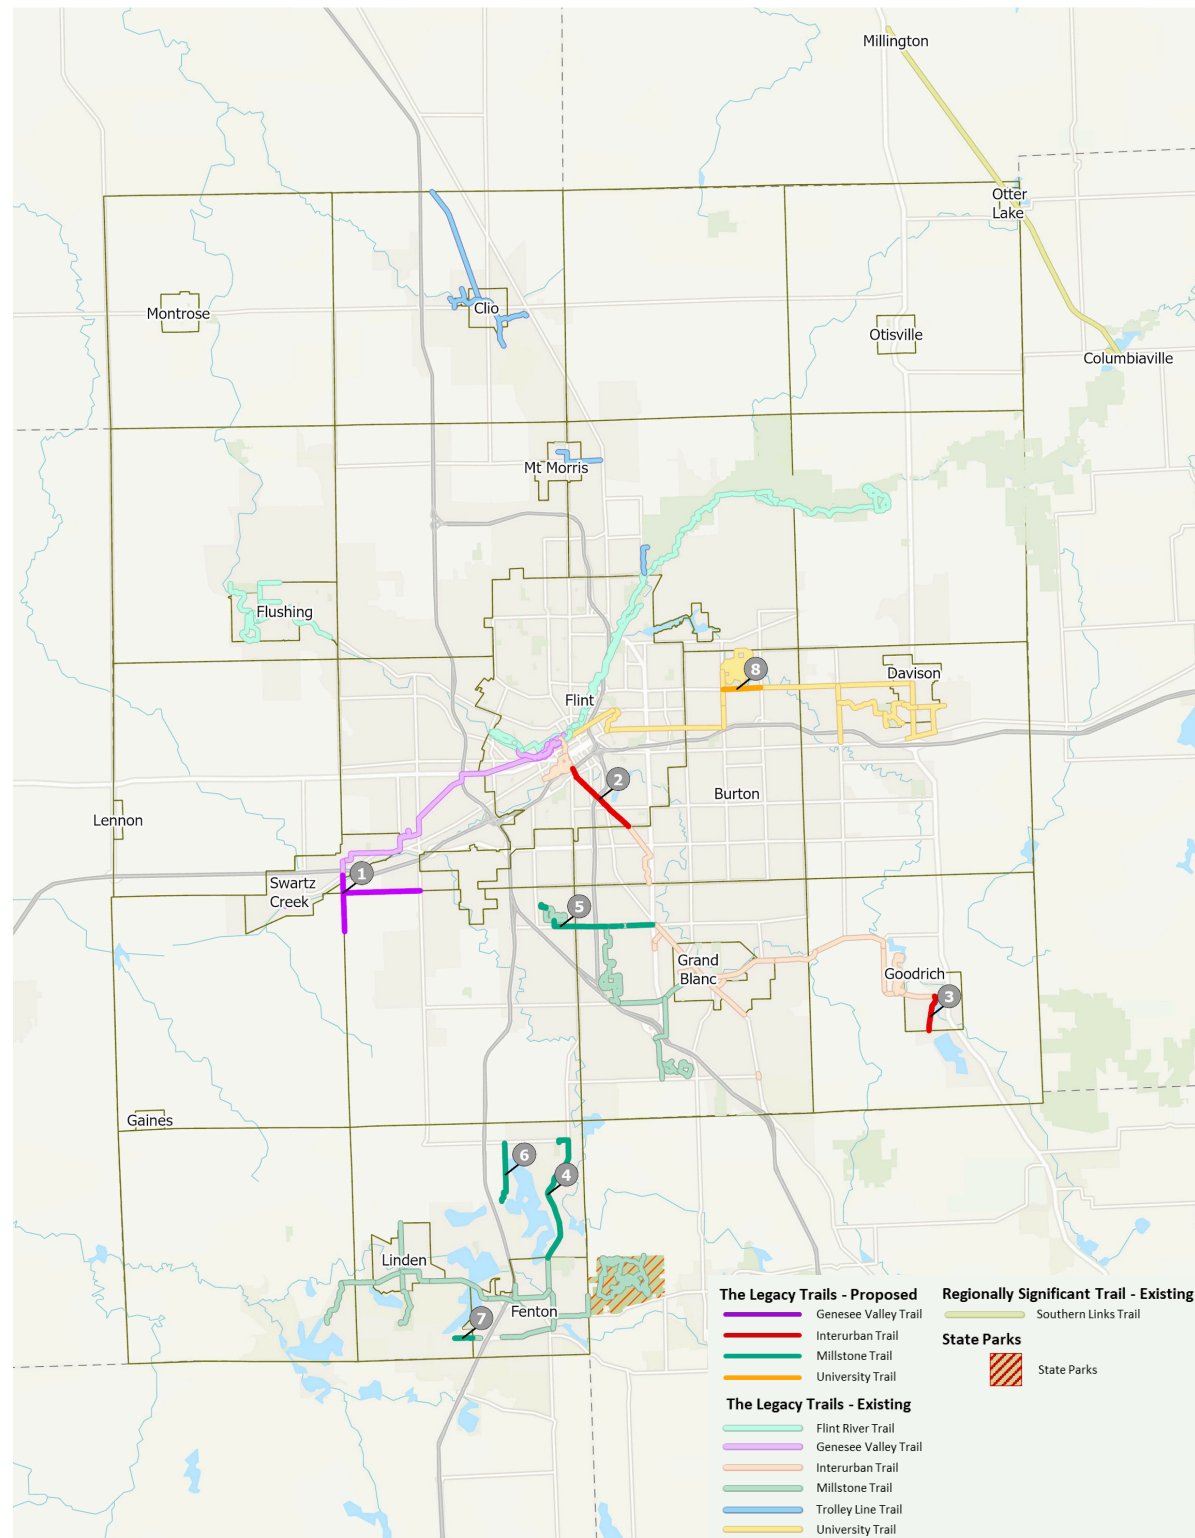 Millington
Otter
Lake
Montrose
Clio
Otisville
Columbiaville
Mt Morris
Flushing
8
Davison
Flint
2
Burton
Lennon
1
Swartz
Creek
5
Grand
Blanc
Goodrich
3
Gaines
6
4
Linden
Fenton
7
The Legacy Trails - Proposed
Genesee Valley Trail
Interurban Trail
Millstone Trail
University Trail
The Legacy Trails - Existing
Flint River Trail
Genesee Valley Trail
Interurban Trail
Millstone Trail
Trolley Line Trail
University Trail
Regionally Significant Trail - Existing
Southern Links Trail
State Parks
State Parks